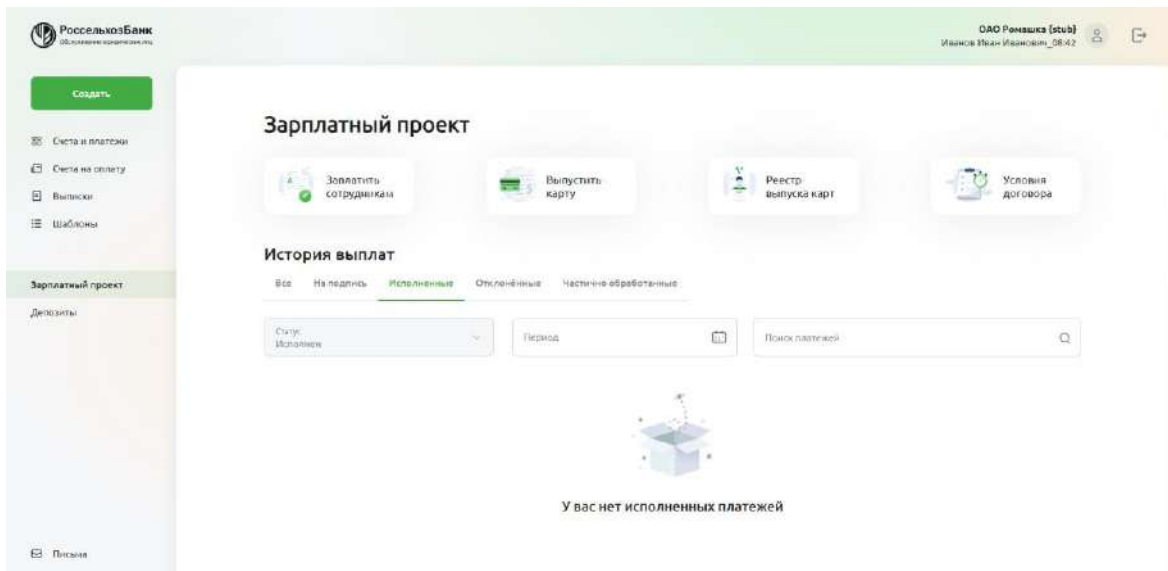 РоссельхозБанк
ОАО Ромашка {stub}
Иванов Иван Иванович_08:42
Создать
Счета и платежи
Счета на оплату
Выписки
Шаблоны
Зарплатный проект
Депозиты
Письма
Зарплатный проект
Заплатить
сотрудникам
Выпустить
карту
Реестр
выпуска карт
Условия
договора
История выплат
Все На подпись Исполненные Отклонённые Частично обработанные
Статус
Исполнен
Период
Поиск платежей
У вас нет исполненных платежей